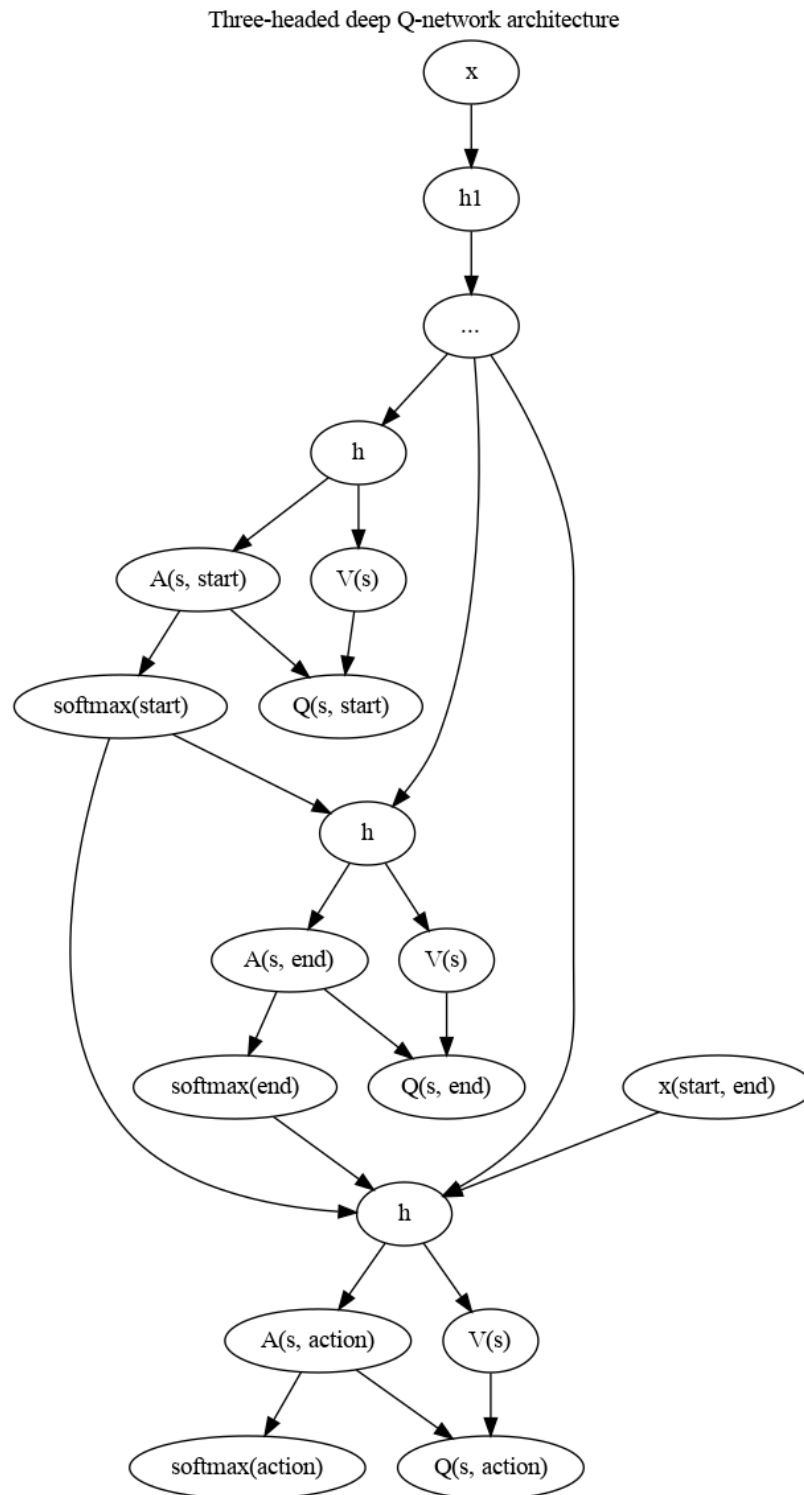 Three-headed deep Q-network architecture
x
h1
...
h
A(s, start)
V(s)
softmax(start)
Q(s, start)
h
A(s, end)
V(s)
softmax(end)
Q(s, end)
x(start, end)
h
A(s, action)
V(s)
softmax(action)
Q(s, action)